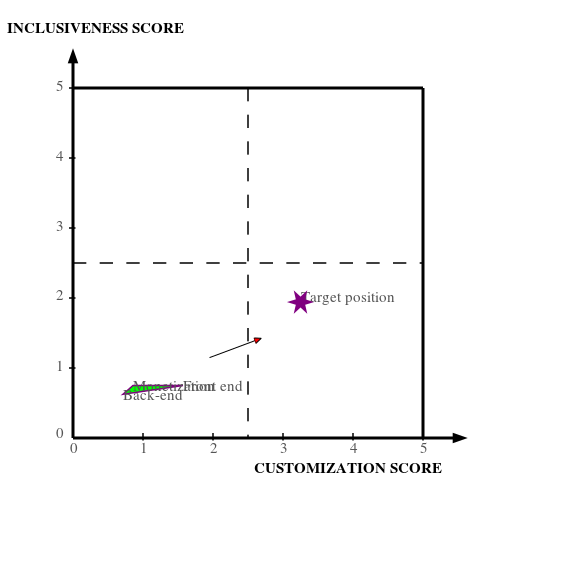 INCLUSIVENESS SCORE
5
4
3
2
Target position
1
Monetization
Front end
Back-end
0
0 1 2 3 4 5
CUSTOMIZATION SCORE